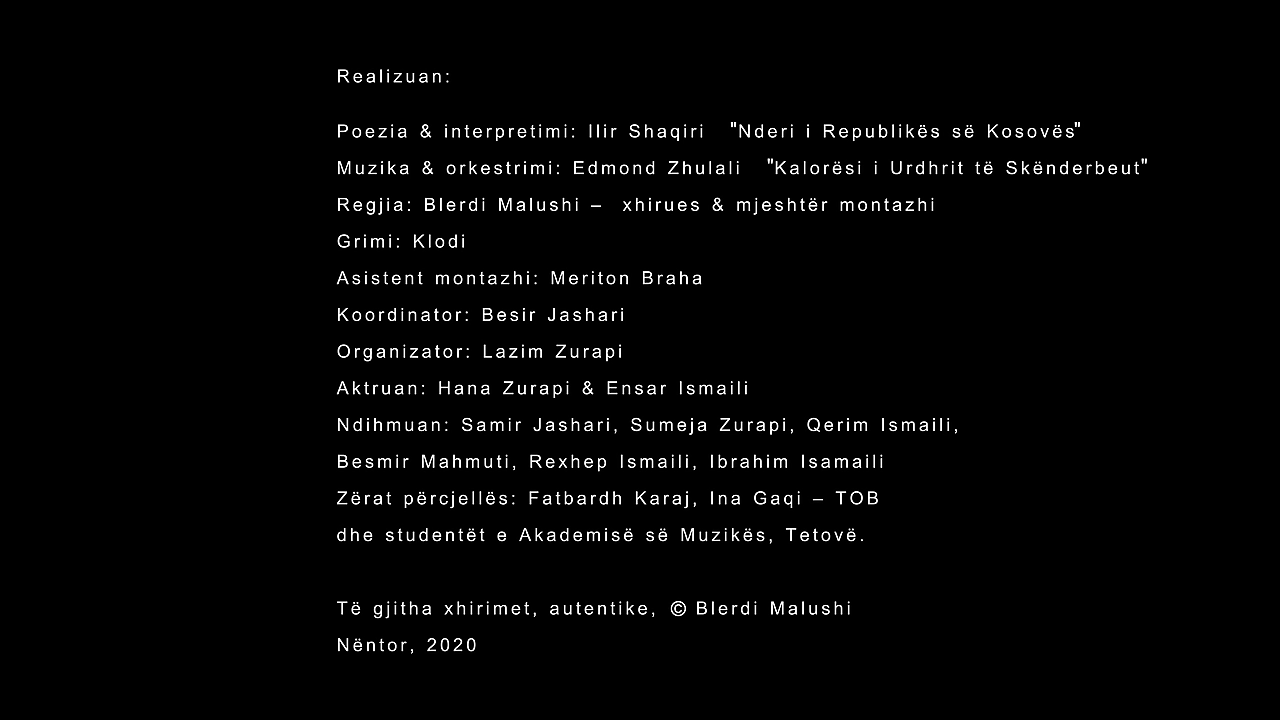 Realizuan:
Poezia & interpretimi: Ilir Shaqiri "Nderi i Republikës së Kosovës"
Muzika & orkestrimi: Edmond Zhulali "Kalorësi i Urdhrit të Skënderbeut"
Regjia: Blerdi Malushi – xhirues & mjeshtër montazhi
Grimi: Klodi
Asistent montazhi: Meriton Braha
Koordinator: Besir Jashari
Organizator: Lazim Zurapi
Aktruan: Hana Zurapi & Ensar Ismaili
Ndihmuan: Samir Jashari, Sumeja Zurapi, Qerim Ismaili,
Besmir Mahmuti, Rexhep Ismaili, Ibrahim Isamaili
Zërat përcjellës: Fatbardh Karaj, Ina Gaqi – TOB
dhe studentët e Akademisë së Muzikës, Tetovë.
Të gjitha xhirimet, autentike, © Blerdi Malushi
Nëntor, 2020